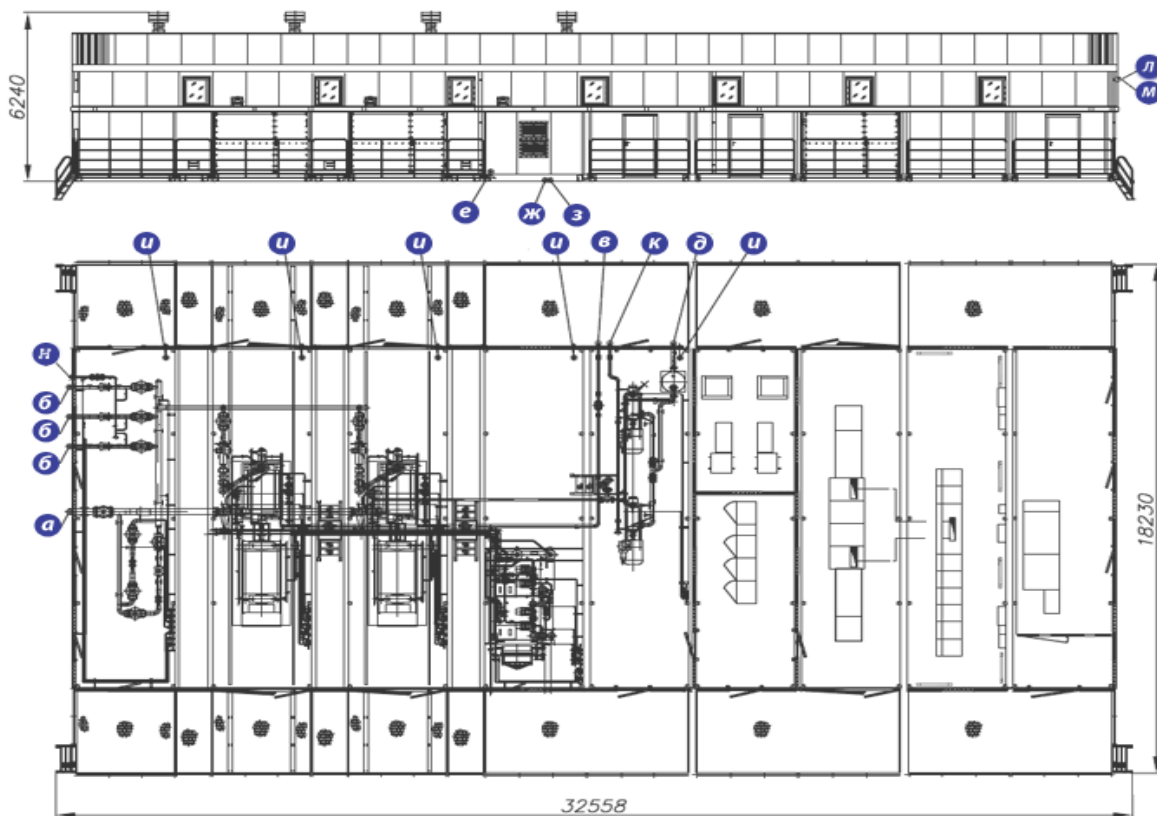 6240
л
м
е
ж
з
и
и
и
и
в
к
д
и
н
б
б
б
а
18230
32558